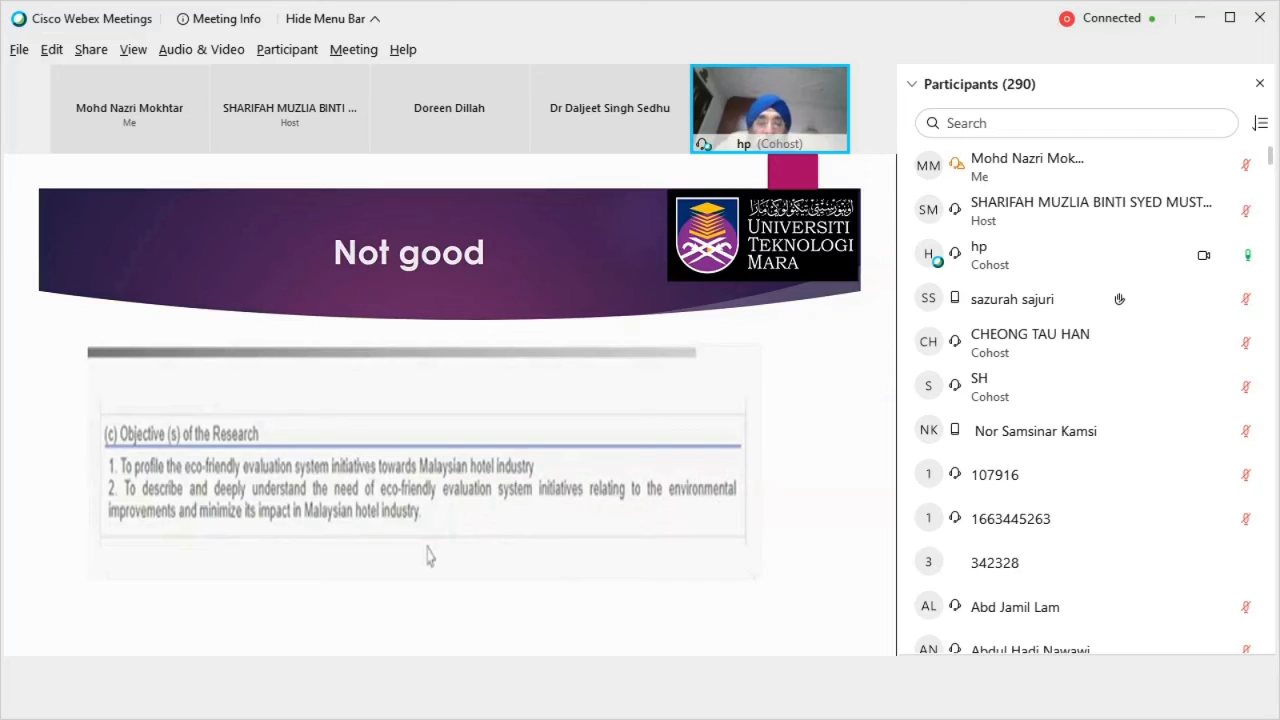 Cisco Webex Meetings
Meeting Info
Hide Menu Bar
Connected
File Edit Share View Audio & Video Participant Meeting Help
Mohd Nazri Mokhtar
Me
SHARIFAH MUZLIA BINTI ...
Host
Doreen Dillah
Dr Daljeet Singh Sedhu
hp (Cohost)
Not good
UNIVERSITI
TEKNOLOGI
MARA
(c) Objective (s) of the Research
1. To profile the eco-friendly evaluation system initiatives towards Malaysian hotel industry
2. To describe and deeply understand the need of eco-friendly evaluation system initiatives relating to the environmental
improvements and minimize its impact in Malaysian hotel industry.
Participants (290)
Search
MM Mohd Nazri Mok...
Me
SM SHARIFAH MUZLIA BINTI SYED MUST...
Host
H hp
Cohost
SS sazurah sajuri
CH CHEONG TAU HAN
Cohost
S SH
Cohost
NK Nor Samsinar Kamsi
1 107916
1 1663445263
3 342328
AL Abd Jamil Lam
AN Abdul Hadi Nawawi